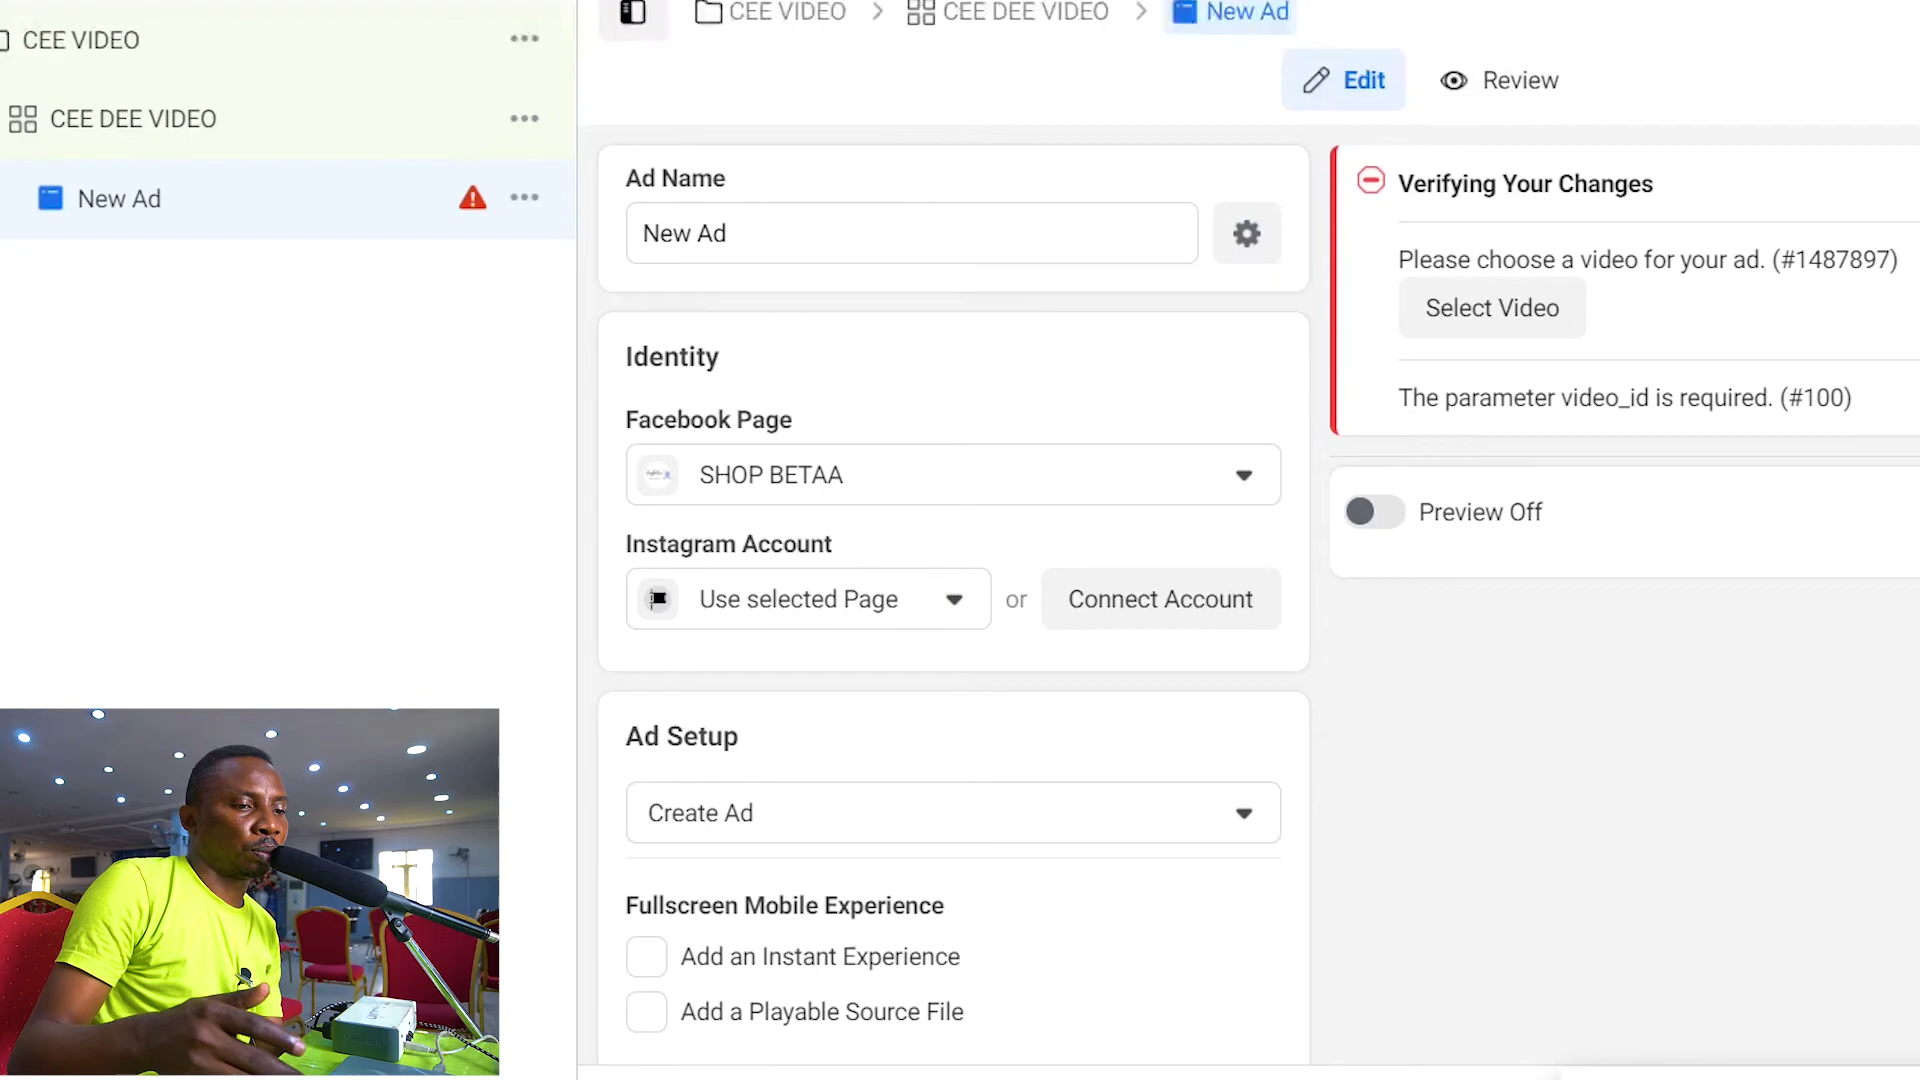 CEE VIDEO
CEE DEE VIDEO
New Ad
CEE VIDEO > CEE DEE VIDEO > New Ad
Edit
Review
Ad Name
New Ad
Identity
Facebook Page
SHOP BETAA
Instagram Account
Use selected Page
or
Connect Account
Ad Setup
Create Ad
Fullscreen Mobile Experience
Add an Instant Experience
Add a Playable Source File
Verifying Your Changes
Please choose a video for your ad. (#1487897)
Select Video
The parameter video_id is required. (#100)
Preview Off